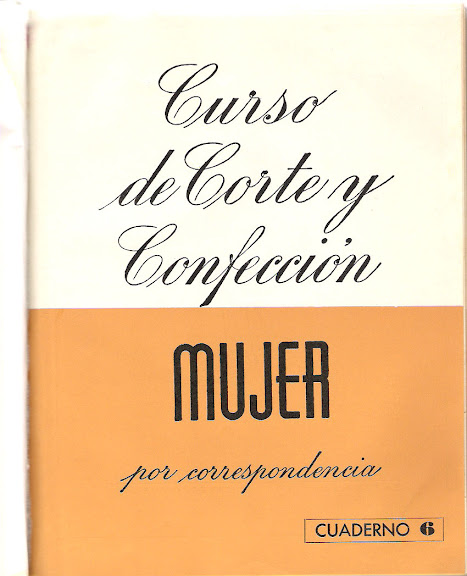 Curso
de Corte y
Confección
MUJER
por correspondencia
CUADERNO 6